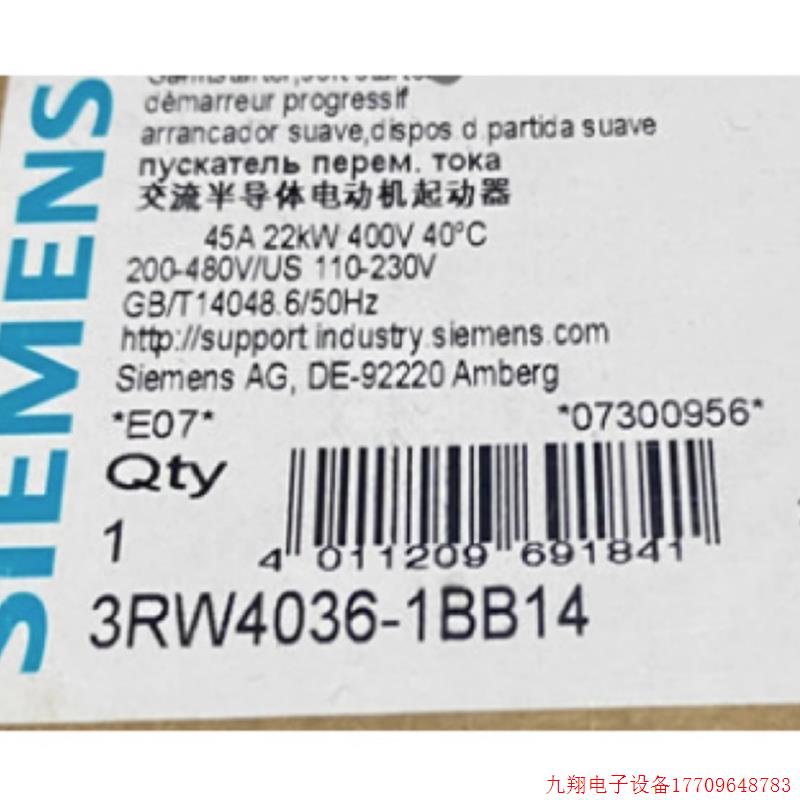 SIEMENS
démarreur progressif
arrancador suave,dispos.d.partida suave
пускатель перем. тока
交流半导体电动机起动器
45A 22kW 400V 40°C
200-480V/US 110-230V
GB/T14048.6/50Hz
http://support.industry.siemens.com
Siemens AG, DE-92220 Amberg
*E07* *07300956*
Qty
1
4 011209 691841
3RW4036-1BB14
九翔电子设备17709648783